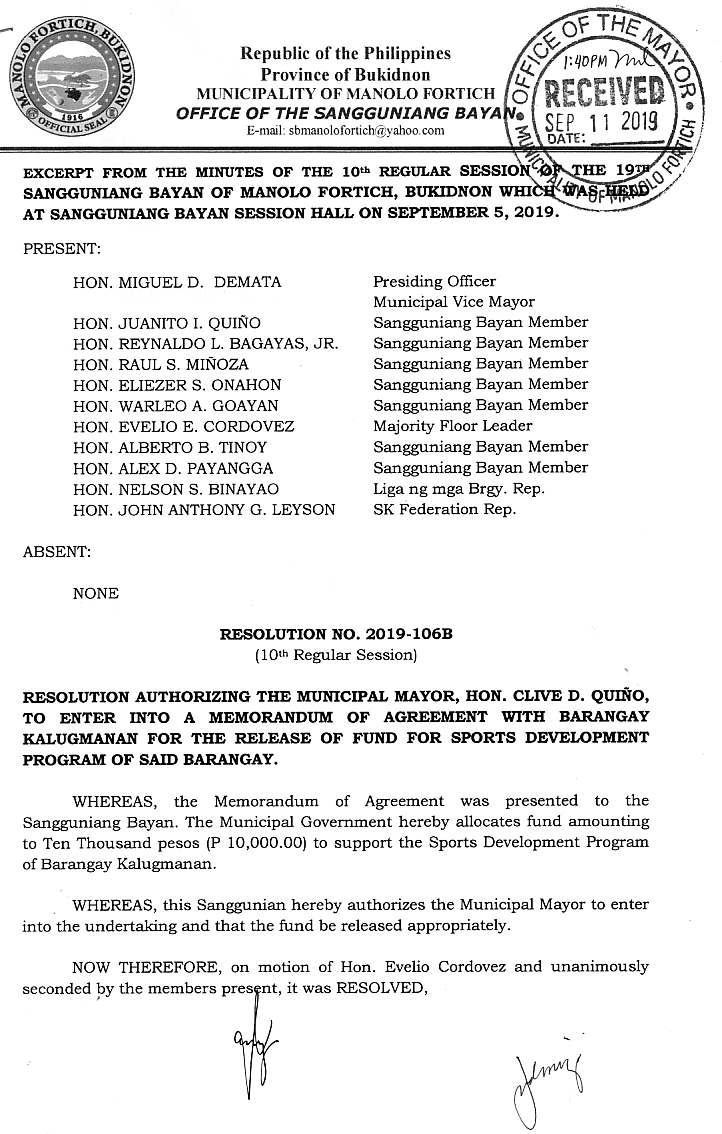 MANOLO FORTICH, BUKIDNON
1916
OFFICIAL SEAL
Republic of the Philippines
Province of Bukidnon
MUNICIPALITY OF MANOLO FORTICH
OFFICE OF THE SANGGUNIANG BAYAN
E-mail: sbmanolofortich@yahoo.com
OFFICE OF THE MAYOR
1:40PM
RECEIVED
SEP 11 2019
DATE:
MUNICIPALITY OF MANOLO FORTICH
EXCERPT FROM THE MINUTES OF THE 10th REGULAR SESSION OF THE 19TH
SANGGUNIANG BAYAN OF MANOLO FORTICH, BUKIDNON WHICH WAS HELD
AT SANGGUNIANG BAYAN SESSION HALL ON SEPTEMBER 5, 2019.
PRESENT:
HON. MIGUEL D. DEMATA Presiding Officer
Municipal Vice Mayor
HON. JUANITO I. QUIÑO Sangguniang Bayan Member
HON. REYNALDO L. BAGAYAS, JR. Sangguniang Bayan Member
HON. RAUL S. MIÑOZA Sangguniang Bayan Member
HON. ELIEZER S. ONAHON Sangguniang Bayan Member
HON. WARLEO A. GOAYAN Sangguniang Bayan Member
HON. EVELIO E. CORDOVEZ Majority Floor Leader
HON. ALBERTO B. TINOY Sangguniang Bayan Member
HON. ALEX D. PAYANGGA Sangguniang Bayan Member
HON. NELSON S. BINAYAO Liga ng mga Brgy. Rep.
HON. JOHN ANTHONY G. LEYSON SK Federation Rep.
ABSENT:
NONE
RESOLUTION NO. 2019-106B
(10th Regular Session)
RESOLUTION AUTHORIZING THE MUNICIPAL MAYOR, HON. CLIVE D. QUIÑO,
TO ENTER INTO A MEMORANDUM OF AGREEMENT WITH BARANGAY
KALUGMANAN FOR THE RELEASE OF FUND FOR SPORTS DEVELOPMENT
PROGRAM OF SAID BARANGAY.
WHEREAS, the Memorandum of Agreement was presented to the
Sangguniang Bayan. The Municipal Government hereby allocates fund amounting
to Ten Thousand pesos (P 10,000.00) to support the Sports Development Program
of Barangay Kalugmanan.
WHEREAS, this Sanggunian hereby authorizes the Municipal Mayor to enter
into the undertaking and that the fund be released appropriately.
NOW THEREFORE, on motion of Hon. Evelio Cordovez and unanimously
seconded by the members present, it was RESOLVED,